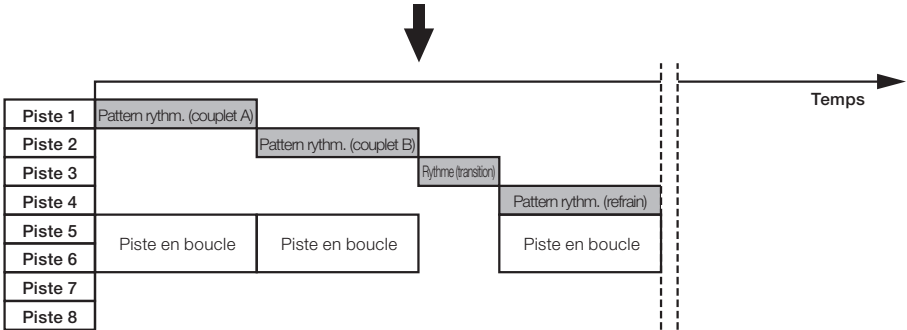 Temps
Piste 1 Pattern rythm. (couplet A)
Piste 2 Pattern rythm. (couplet B)
Piste 3 Rythme (transition)
Piste 4 Pattern rythm. (refrain)
Piste 5
Piste en boucle Piste en boucle Piste en boucle
Piste 6
Piste 7
Piste 8